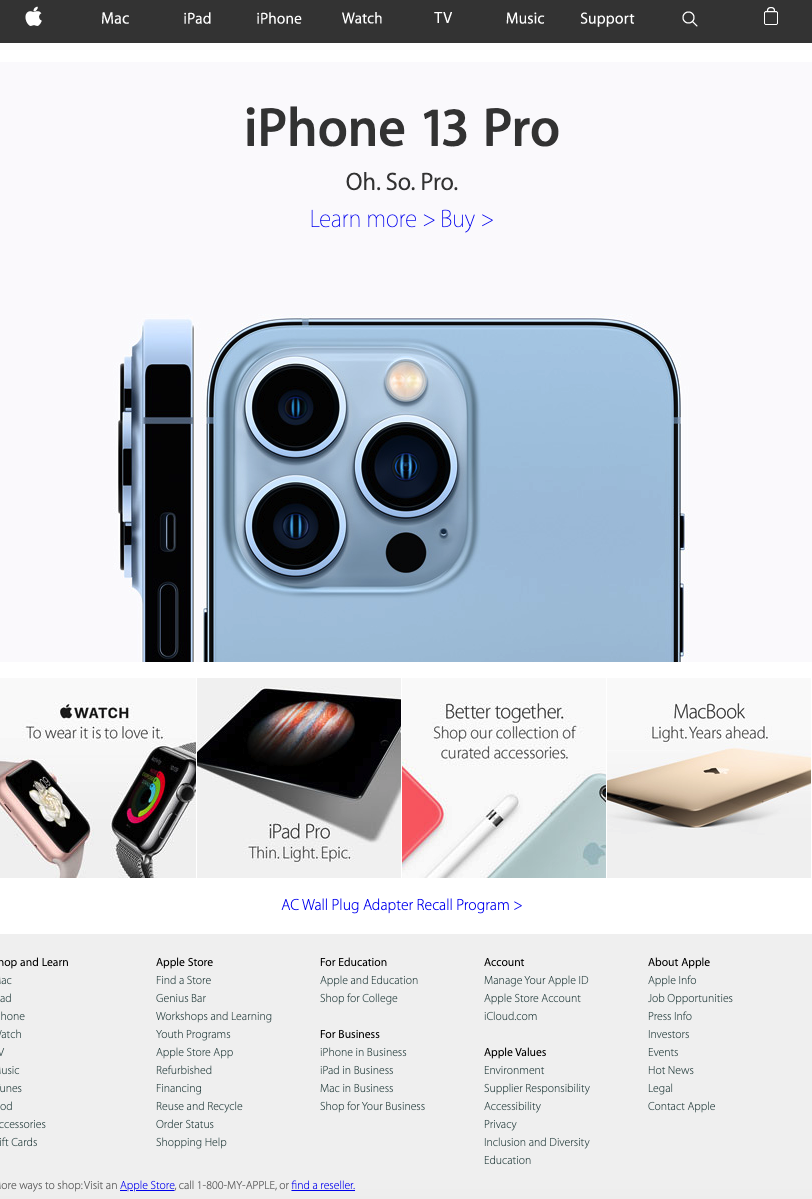 Mac iPad iPhone Watch TV Music Support
iPhone 13 Pro
Oh. So. Pro.
Learn more > Buy >
WATCH
To wear it is to love it.
iPad Pro
Thin. Light. Epic.
Better together.
Shop our collection of
curated accessories.
MacBook
Light. Years ahead.
AC Wall Plug Adapter Recall Program >
hop and Learn
ac
ad
hone
atch
V
usic
unes
od
ccessories
ift Cards
Apple Store
Find a Store
Genius Bar
Workshops and Learning
Youth Programs
Apple Store App
Refurbished
Financing
Reuse and Recycle
Order Status
Shopping Help
For Education
Apple and Education
Shop for College
For Business
iPhone in Business
iPad in Business
Mac in Business
Shop for Your Business
Account
Manage Your Apple ID
Apple Store Account
iCloud.com
Apple Values
Environment
Supplier Responsibility
Accessibility
Privacy
Inclusion and Diversity
Education
About Apple
Apple Info
Job Opportunities
Press Info
Investors
Events
Hot News
Legal
Contact Apple
ore ways to shop: Visit an Apple Store, call 1-800-MY-APPLE, or find a reseller.